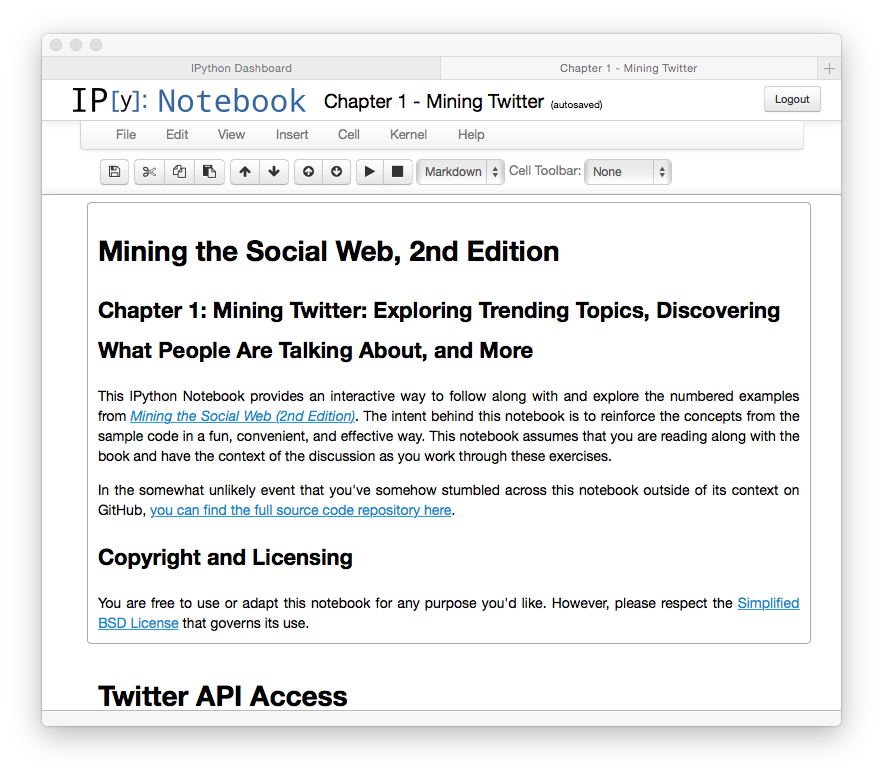 IPython Dashboard
Chapter 1 - Mining Twitter
IP[y]: Notebook
Chapter 1 - Mining Twitter (autosaved)
Logout
File Edit View Insert Cell Kernel Help
Markdown Cell Toolbar: None
Mining the Social Web, 2nd Edition
Chapter 1: Mining Twitter: Exploring Trending Topics, Discovering
What People Are Talking About, and More
This IPython Notebook provides an interactive way to follow along with and explore the numbered examples
from Mining the Social Web (2nd Edition). The intent behind this notebook is to reinforce the concepts from the
sample code in a fun, convenient, and effective way. This notebook assumes that you are reading along with the
book and have the context of the discussion as you work through these exercises.
In the somewhat unlikely event that you've somehow stumbled across this notebook outside of its context on
GitHub, you can find the full source code repository here.
Copyright and Licensing
You are free to use or adapt this notebook for any purpose you'd like. However, please respect the Simplified
BSD License that governs its use.
Twitter API Access